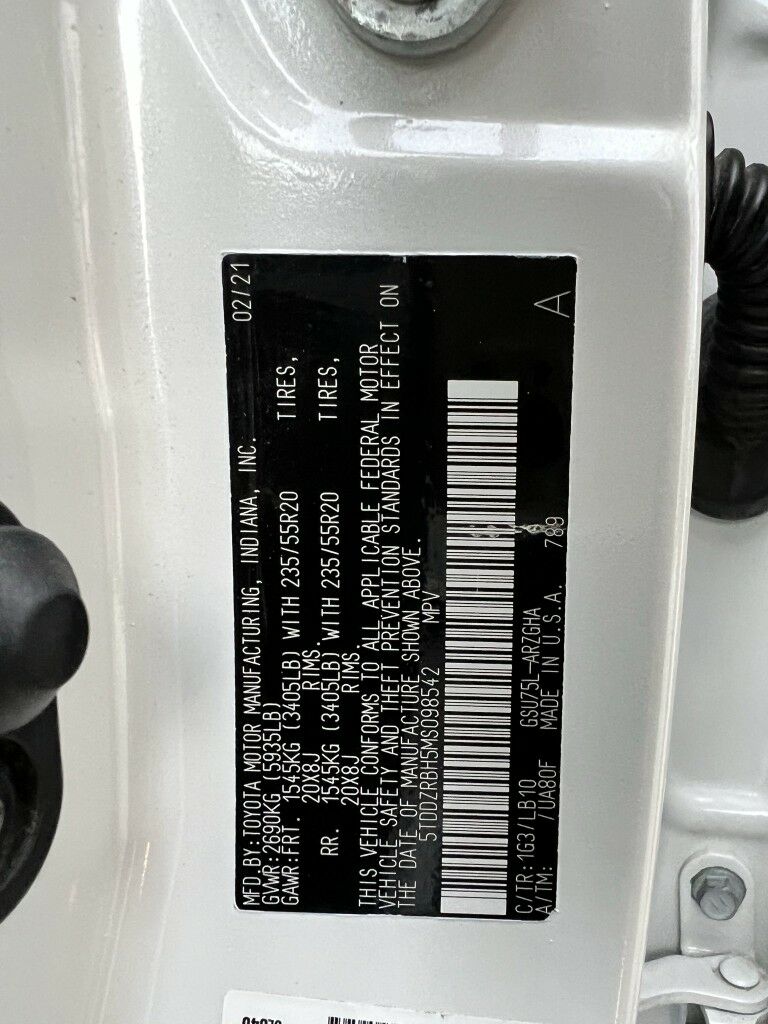 MFD.BY:TOYOTA MOTOR MANUFACTURING, INDIANA, INC. 02/21
GVWR:2690KG (5935LB)
GAWR:FRT. 1545KG (3405LB) WITH 235/55R20 TIRES,
20X8J RIMS.
RR. 1545KG (3405LB) WITH 235/55R20 TIRES,
20X8J RIMS.
THIS VEHICLE CONFORMS TO ALL APPLICABLE FEDERAL MOTOR
VEHICLE SAFETY AND THEFT PREVENTION STANDARDS IN EFFECT ON
THE DATE OF MANUFACTURE SHOWN ABOVE.
5TDDZRBH5MS098542 MPV
C/TR:1G3/LB10 GSU75L-ARZGHA
A/TM: /UA80F MADE IN U.S.A. 789
A